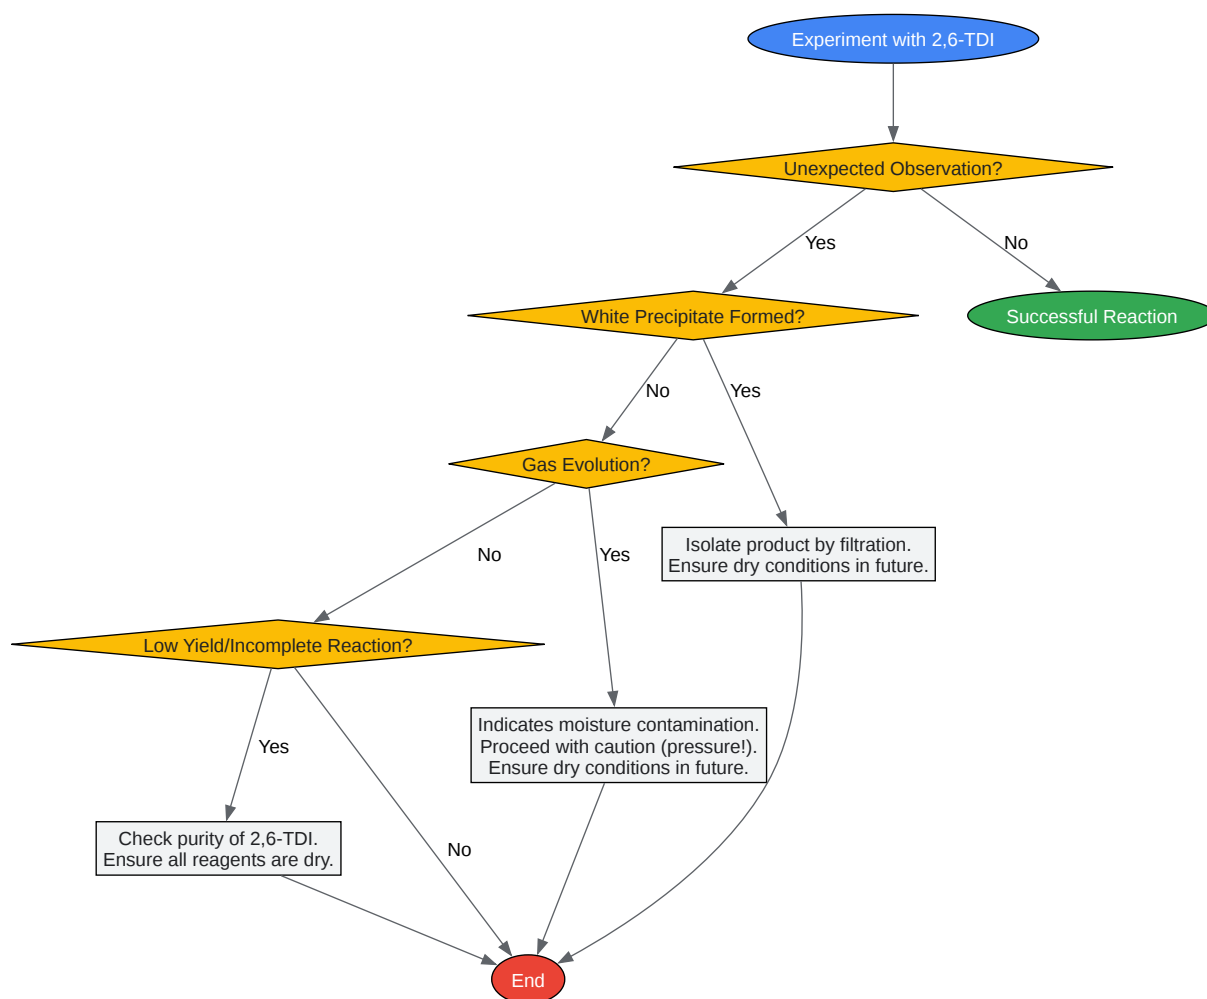 Experiment with 2,6-TDI
Unexpected Observation?
Yes
No
White Precipitate Formed?
Successful Reaction
No
Yes
Gas Evolution?
Isolate product by filtration.
Ensure dry conditions in future.
No
Yes
Low Yield/Incomplete Reaction?
Indicates moisture contamination.
Proceed with caution (pressure!).
Ensure dry conditions in future.
Yes
Check purity of 2,6-TDI.
Ensure all reagents are dry.
No
End